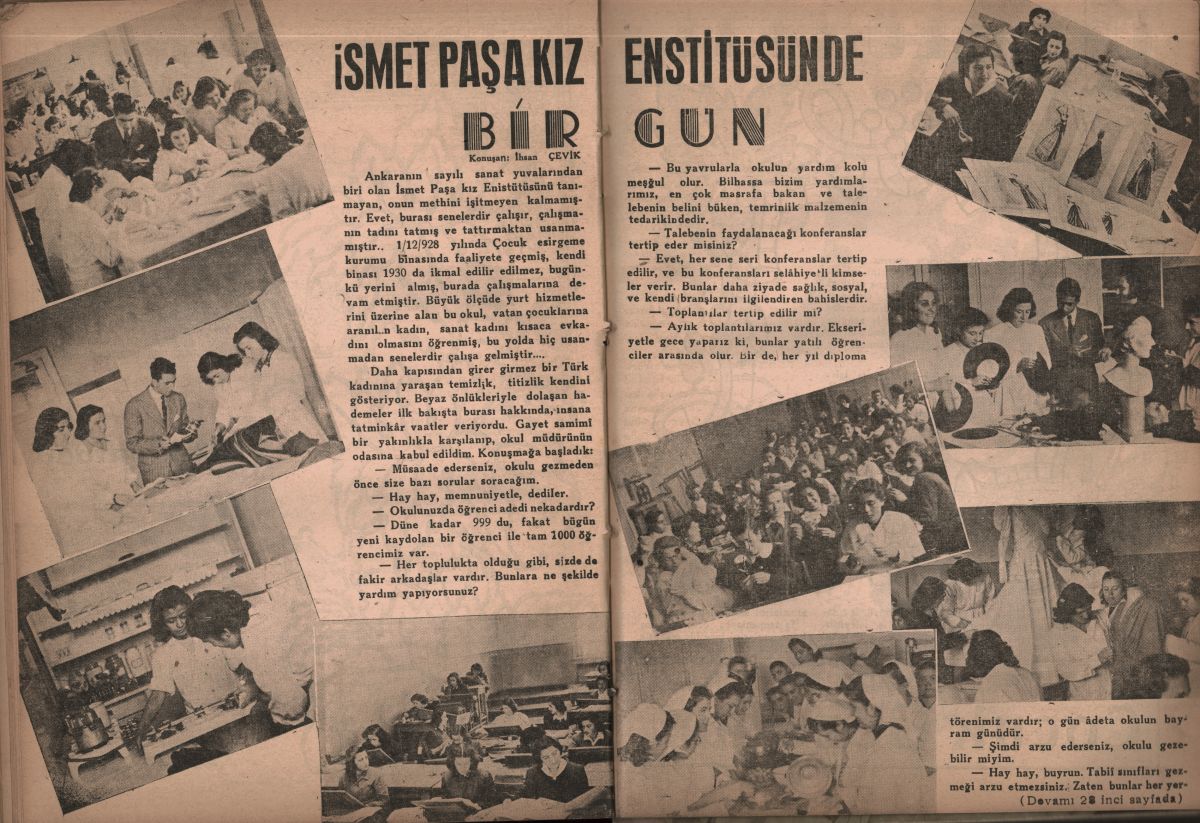 İSMET PAŞA KIZ ENSTİTÜSÜNDE
BİR GÜN
Konuşan: İhsan ÇEVİK
Ankaranın sayılı sanat yuvalarından
biri olan İsmet Paşa kız Enistütüsünü tanı-
mayan, onun methini işitmeyen kalmamış-
tır. Evet, burası senelerdir çalışır, çalışma-
nın tadını tatmış ve tattırmaktan usanma-
mıştır.. 1/12/928 yılında Çocuk esirgeme
kurumu binasında faaliyete geçmiş, kendi
binası 1930 da ikmal edilir edilmez, bugün-
kü yerini almış, burada çalışmalarına de-
vam etmiştir. Büyük ölçüde yurt hizmetle-
rini üzerine alan bu okul, vatan çocuklarına
aranılan kadın, sanat kadını kısaca evka-
dını olmasını öğrenmiş, bu yolda hiç usan-
madan senelerdir çalışa gelmiştir....
Daha kapısından girer girmez bir Türk
kadınına yaraşan temizlik, titizlik kendini
gösteriyor. Beyaz önlükleriyle dolaşan ha-
demeler ilk bakışta burası hakkında, insana
tatminkâr vaatler veriyordu. Gayet samimî
bir yakınlıkla karşılanıp, okul müdürünün
odasına kabul edildim. Konuşmağa başladık:
— Müsaade ederseniz, okulu gezmeden
önce size bazı sorular soracağım.
— Hay hay, memnuniyetle, dediler.
— Okulunuzda öğrenci adedi nekadardır?
— Düne kadar 999 du, fakat bügün
yeni kaydolan bir öğrenci ile tam 1000 öğ-
rencimiz var.
— Her toplulukta olduğu gibi, sizde de
fakir arkadaşlar vardır. Bunlara ne şekilde
yardım yapıyorsunuz?
— Bu yavrularla okulun yardım kolu
meşğul olur. Bilhassa bizim yardımla-
rımız, en çok masrafa bakan ve tale-
lebenin belini büken, temrinlik malzemenin
tedarikindedir.
— Talebenin faydalanacağı konferanslar
tertip eder misiniz?
— Evet, her sene seri konferanslar tertip
edilir, ve bu konferansları selâhiye'li kimse-
ler verir. Bunlar daha ziyade sağlık, sosyal,
ve kendi branşlarını ilgilendiren bahislerdir.
— Toplantılar tertip edilir mi?
— Aylık toplantılarımız vardır. Ekseri-
yetle gece yaparız ki, bunlar yatılı öğren-
ciler arasında olur. Bir de, her yıl diploma
törenimiz vardır; o gün âdeta okulun bay-
ram günüdür.
— Şimdi arzu ederseniz, okulu geze-
bilir miyim.
— Hay hay, buyrun. Tabiî sınıfları gez-
meği arzu etmezsiniz. Zaten bunlar her yer-
(Devamı 28 inci sayfada)